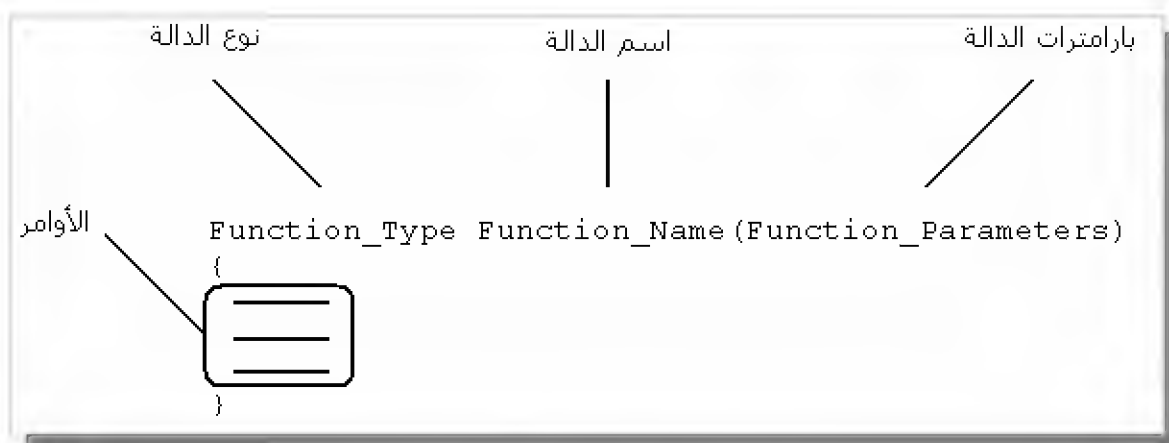 نوع الدالة
اسم الدالة
بارامترات الدالة
الأوامر
Function_Type Function_Name(Function_Parameters)
{
}